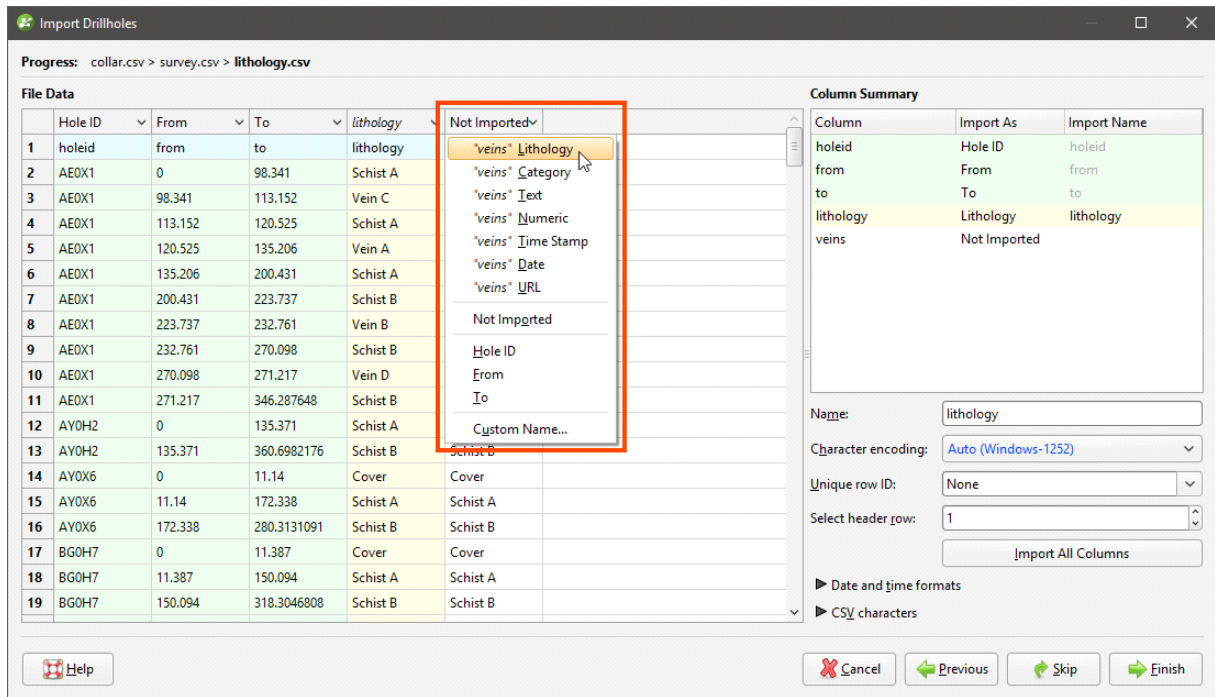 Import Drillholes
Progress: collar.csv > survey.csv > lithology.csv
File Data
Hole ID From To lithology Not Imported
1 holeid from to lithology
2 AE0X1 0 98.341 Schist A
3 AE0X1 98.341 113.152 Vein C
4 AE0X1 113.152 120.525 Schist A
5 AE0X1 120.525 135.206 Vein A
6 AE0X1 135.206 200.431 Schist A
7 AE0X1 200.431 223.737 Schist B
8 AE0X1 223.737 232.761 Vein B
9 AE0X1 232.761 270.098 Schist B
10 AE0X1 270.098 271.217 Vein D
11 AE0X1 271.217 346.287648 Schist B
12 AY0H2 0 135.371 Schist A
13 AY0H2 135.371 360.6982176 Schist B Schist B
14 AY0X6 0 11.14 Cover Cover
15 AY0X6 11.14 172.338 Schist A Schist A
16 AY0X6 172.338 280.3131091 Schist B Schist B
17 BG0H7 0 11.387 Cover Cover
18 BG0H7 11.387 150.094 Schist A Schist A
19 BG0H7 150.094 318.3046808 Schist B Schist B
"veins" Lithology
"veins" Category
"veins" Text
"veins" Numeric
"veins" Time Stamp
"veins" Date
"veins" URL
Not Imported
Hole ID
From
To
Custom Name...
Column Summary
Column Import As Import Name
holeid Hole ID holeid
from From from
to To to
lithology Lithology lithology
veins Not Imported
Name: lithology
Character encoding: Auto (Windows-1252)
Unique row ID: None
Select header row: 1
Import All Columns
Date and time formats
CSV characters
Help Cancel Previous Skip Finish